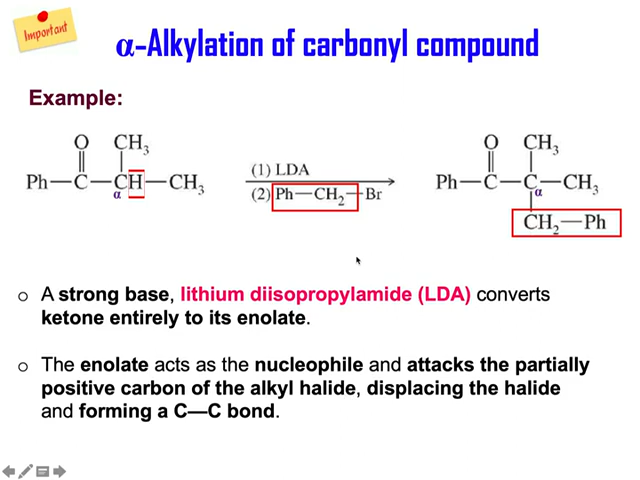 Important
α-Alkylation of carbonyl compound
Example:
O CH₃ O CH₃
Ph—C—CH—CH₃ (1) LDA Ph—C—C—CH₃
α (2) Ph—CH₂—Br α
CH₂—Ph
o A strong base, lithium diisopropylamide (LDA) converts
ketone entirely to its enolate.
o The enolate acts as the nucleophile and attacks the partially
positive carbon of the alkyl halide, displacing the halide
and forming a C—C bond.